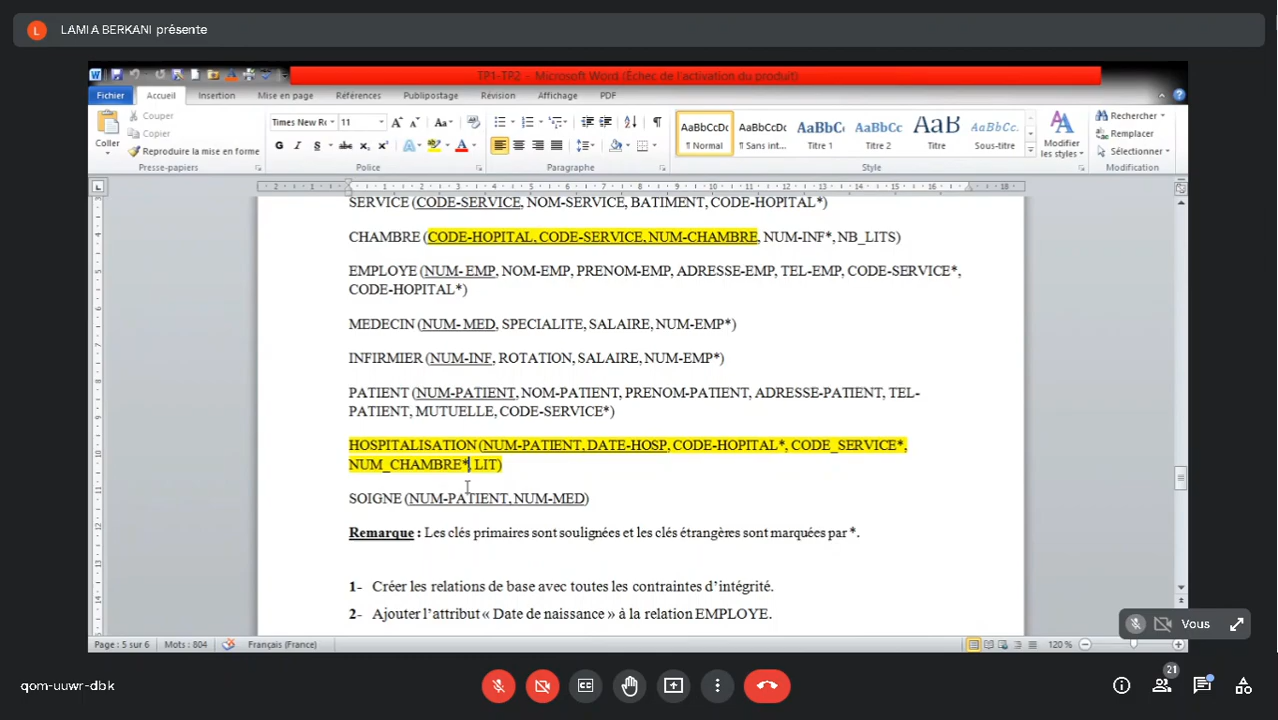 LAMIA BERKANI présente
TP1-TP2 - Microsoft Word (Échec de l'activation du produit)
Fichier Accueil Insertion Mise en page Références Publipostage Révision Affichage PDF
Coller
Couper
Copier
Reproduire la mise en forme
Presse-papiers
Times New Ro 11
Police
Paragraphe
AaBbCcDc AaBbCcDc AaBbC AaBbCc AaB AaBbCc.
¶ Normal ¶ Sans int... Titre 1 Titre 2 Titre Sous-titre
Style
Modifier les styles
Rechercher
Remplacer
Sélectionner
Modification
SERVICE (CODE-SERVICE, NOM-SERVICE, BATIMENT, CODE-HOPITAL*)
CHAMBRE (CODE-HOPITAL, CODE-SERVICE, NUM-CHAMBRE, NUM-INF*, NB_LITS)
EMPLOYE (NUM- EMP, NOM-EMP, PRENOM-EMP, ADRESSE-EMP, TEL-EMP, CODE-SERVICE*,
CODE-HOPITAL*)
MEDECIN (NUM- MED, SPECIALITE, SALAIRE, NUM-EMP*)
INFIRMIER (NUM-INF, ROTATION, SALAIRE, NUM-EMP*)
PATIENT (NUM-PATIENT, NOM-PATIENT, PRENOM-PATIENT, ADRESSE-PATIENT, TEL-
PATIENT, MUTUELLE, CODE-SERVICE*)
HOSPITALISATION (NUM-PATIENT, DATE-HOSP, CODE-HOPITAL*, CODE_SERVICE*,
NUM_CHAMBRE*, LIT)
SOIGNE (NUM-PATIENT, NUM-MED)
Remarque : Les clés primaires sont soulignées et les clés étrangères sont marquées par *.
1- Créer les relations de base avec toutes les contraintes d'intégrité.
2- Ajouter l'attribut « Date de naissance » à la relation EMPLOYE.
Vous
Page : 5 sur 6 Mots : 804 Français (France) 120 %
qom-uuwr-dbk
21